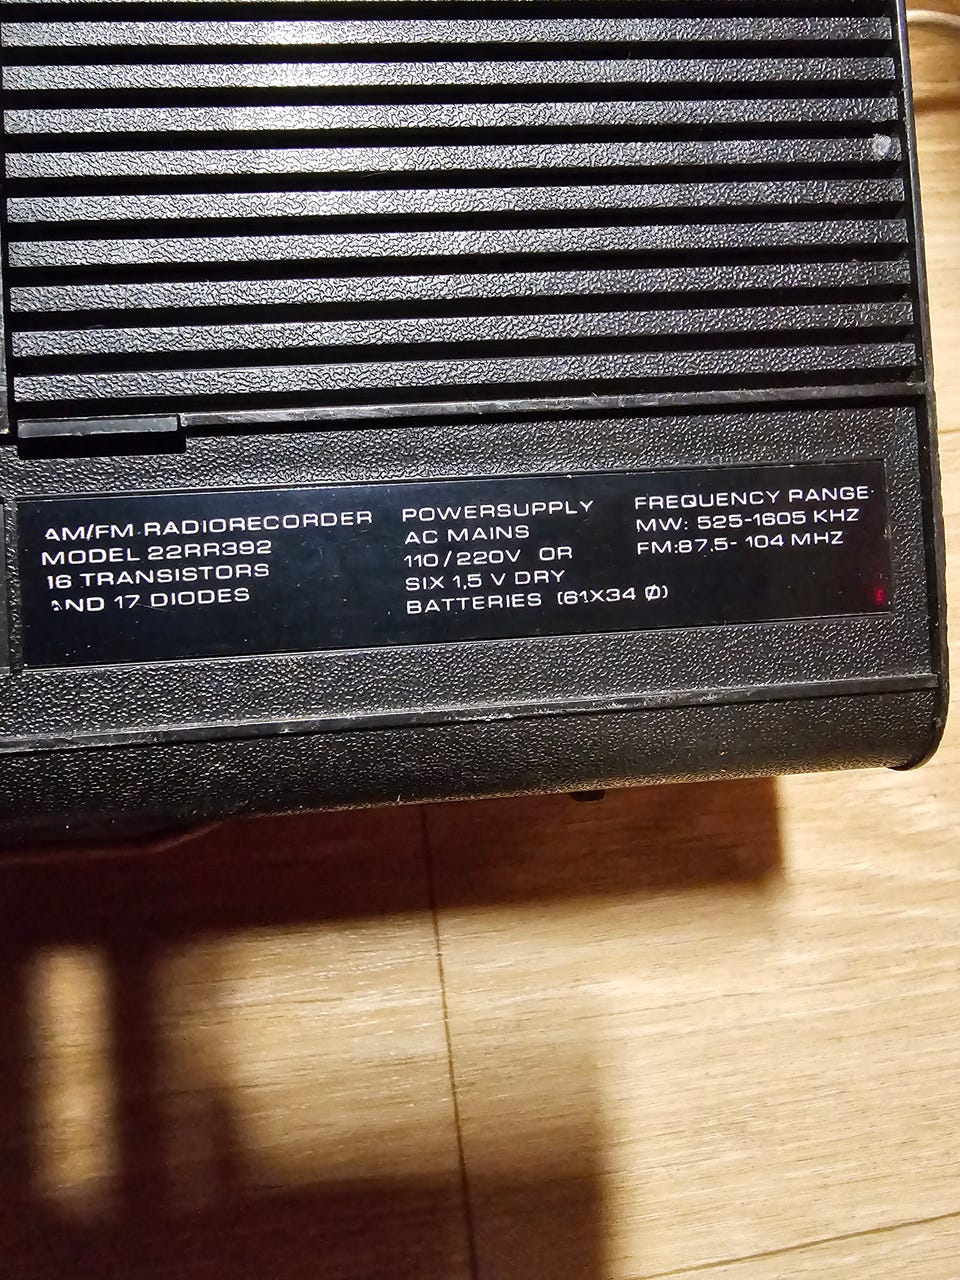 AM/FM RADIORECORDER
MODEL 22RR392
16 TRANSISTORS
AND 17 DIODES
POWERSUPPLY
AC MAINS
110/220V OR
SIX 1,5 V DRY
BATTERIES (61X34 Ø)
FREQUENCY RANGE
MW: 525-1605 KHZ
FM:87,5- 104 MHZ